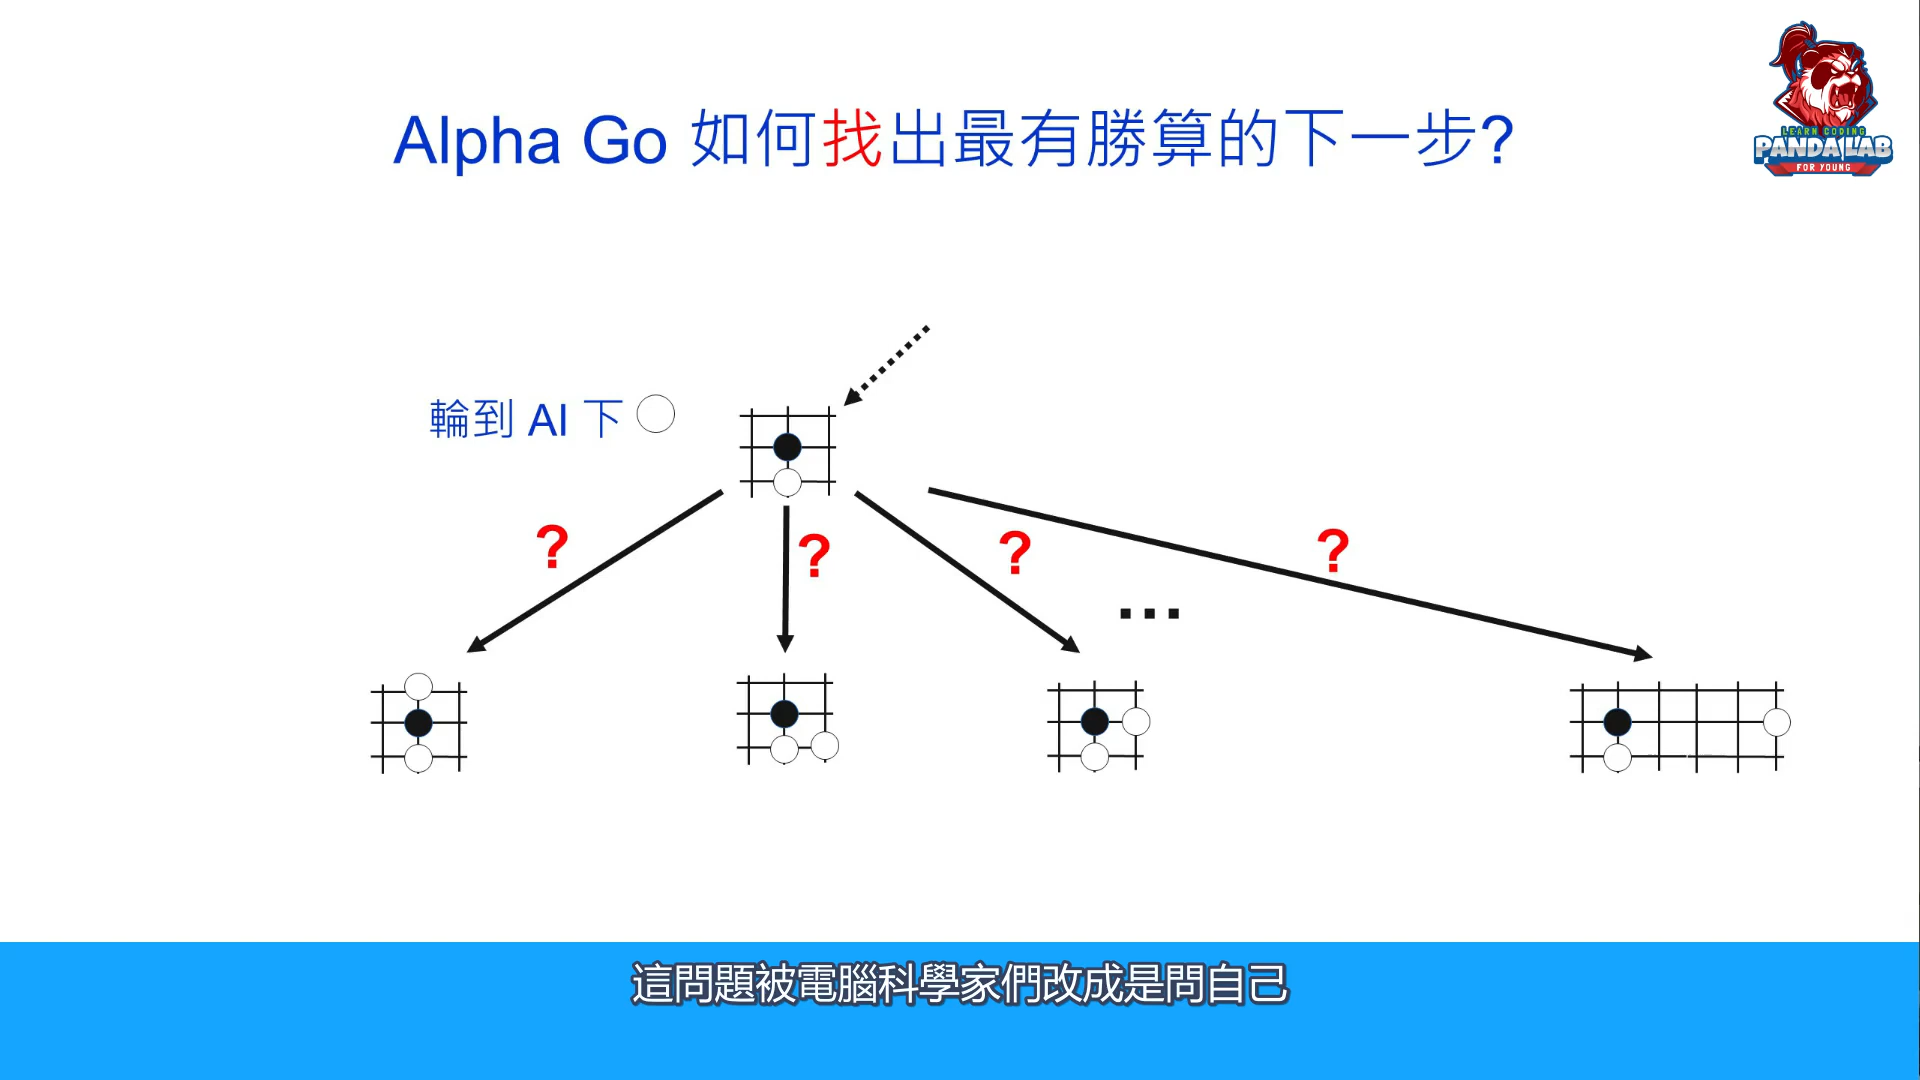 Alpha Go 如何找出最有勝算的下一步?
LEARN CODING
PANDA LAB
FOR YOUNG
輪到 AI 下
?
?
?
?
...
這問題被電腦科學家們改成是問自己